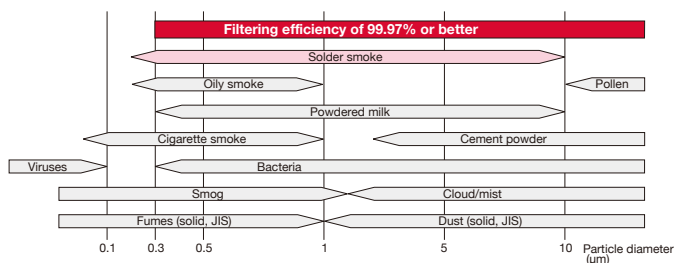 Filtering efficiency of 99.97% or better
Solder smoke
Oily smoke
Pollen
Powdered milk
Cigarette smoke
Cement powder
Viruses
Bacteria
Smog
Cloud/mist
Fumes (solid, JIS)
Dust (solid, JIS)
0.1
0.3
0.5
1
5
10
Particle diameter
(um)